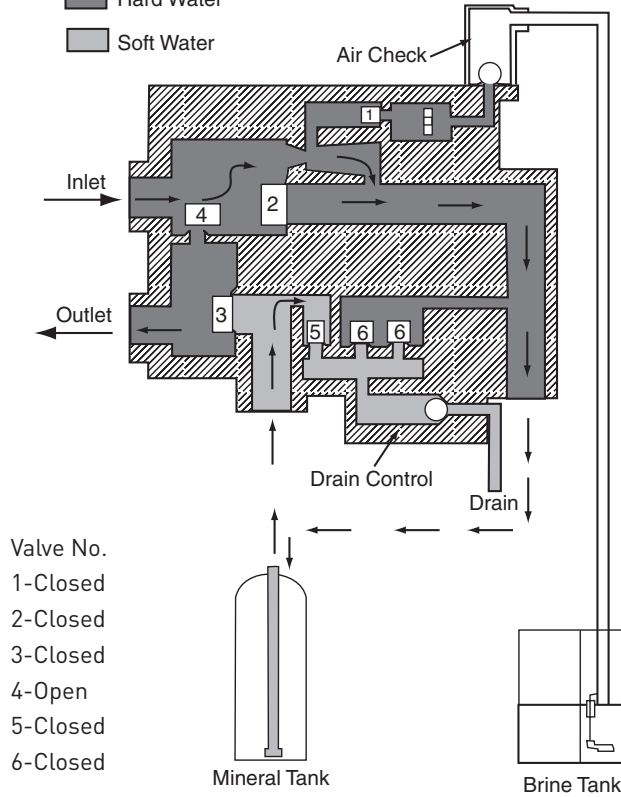 Hard Water
Soft Water
Air Check
1
Inlet
4
2
Outlet
3
5
6
6
Drain Control
Drain
Valve No.
1-Closed
2-Closed
3-Closed
4-Open
5-Closed
6-Closed
Mineral Tank
Brine Tank